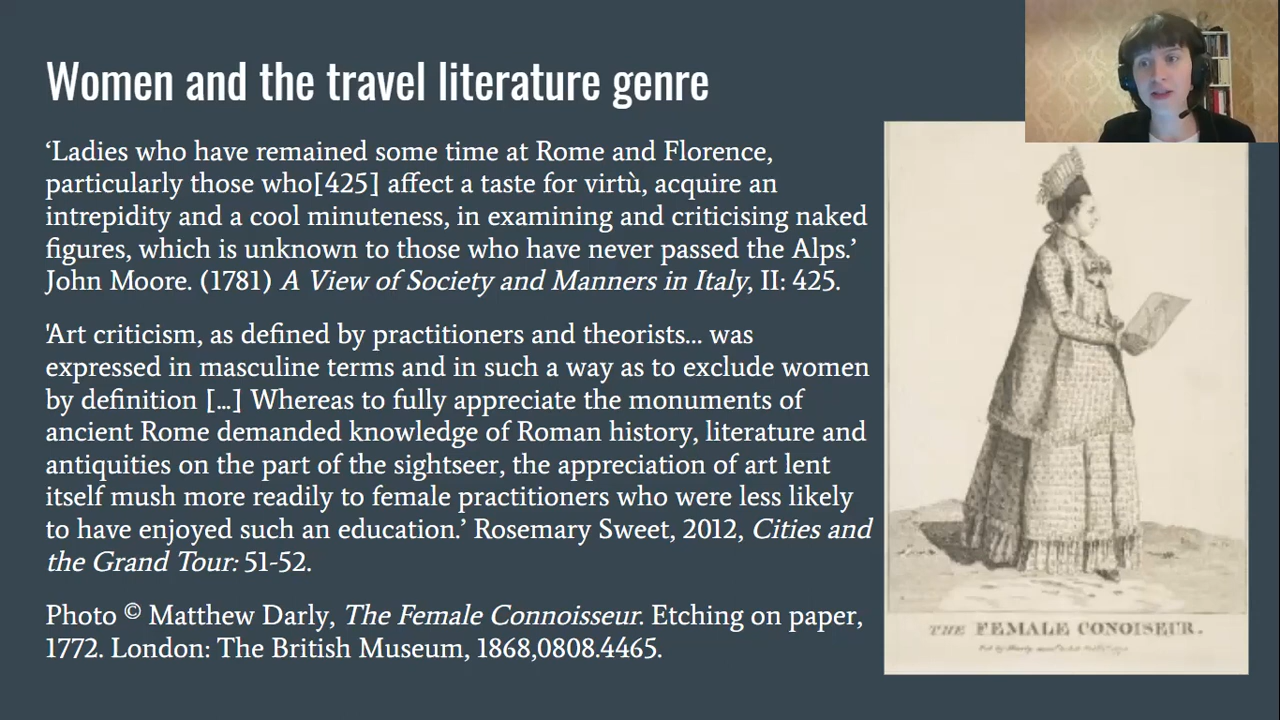 Women and the travel literature genre
‘Ladies who have remained some time at Rome and Florence,
particularly those who[425] affect a taste for virtù, acquire an
intrepidity and a cool minuteness, in examining and criticising naked
figures, which is unknown to those who have never passed the Alps.’
John Moore. (1781) A View of Society and Manners in Italy, II: 425.
'Art criticism, as defined by practitioners and theorists... was
expressed in masculine terms and in such a way as to exclude women
by definition [...] Whereas to fully appreciate the monuments of
ancient Rome demanded knowledge of Roman history, literature and
antiquities on the part of the sightseer, the appreciation of art lent
itself mush more readily to female practitioners who were less likely
to have enjoyed such an education.’ Rosemary Sweet, 2012, Cities and
the Grand Tour: 51-52.
Photo © Matthew Darly, The Female Connoisseur. Etching on paper,
1772. London: The British Museum, 1868,0808.4465.
THE FEMALE CONOISEUR.